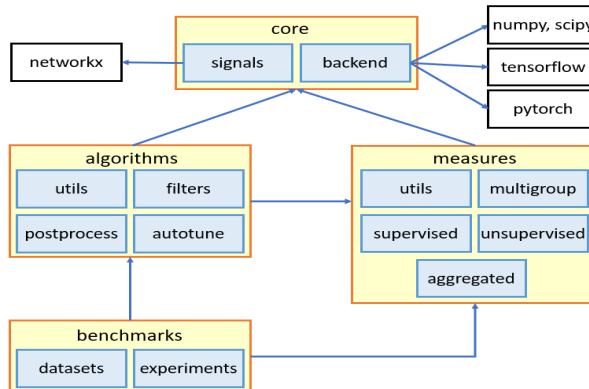 core
numpy, scipy
networkx
signals
backend
tensorflow
pytorch
algorithms
measures
utils
filters
utils
multigroup
postprocess
autotune
supervised
unsupervised
aggregated
benchmarks
datasets
experiments